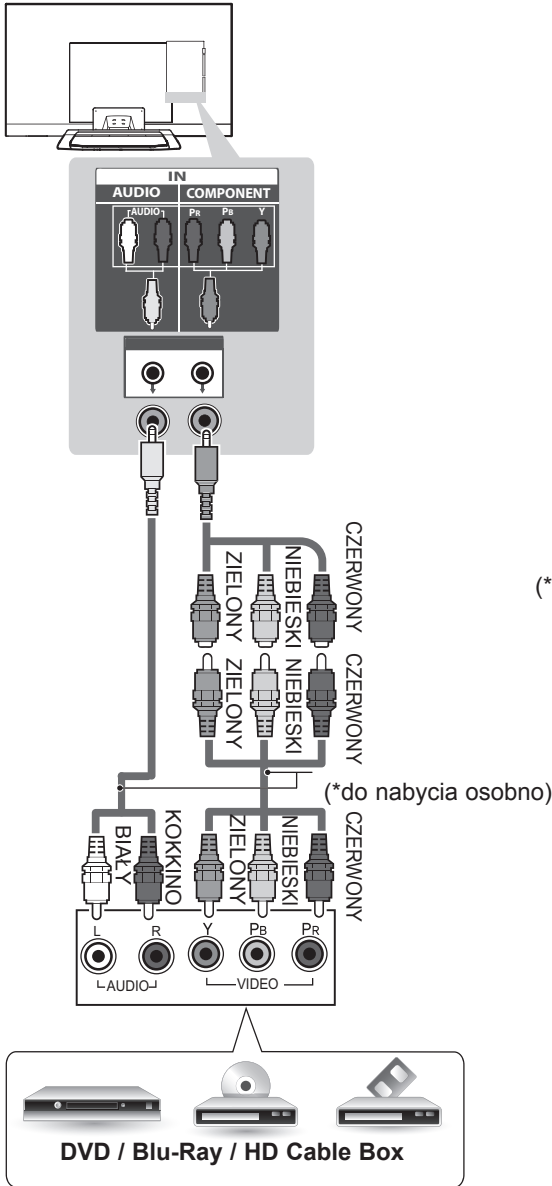 IN
AUDIO COMPONENT
AUDIO PR PB Y
ZIELONY NIEBIESKI CZERWONY
(*
ZIELONY NIEBIESKI CZERWONY
(*do nabycia osobno)
BIAŁY KOKKINO ZIELONY NIEBIESKI CZERWONY
L R Y PB PR
AUDIO VIDEO
DVD / Blu-Ray / HD Cable Box